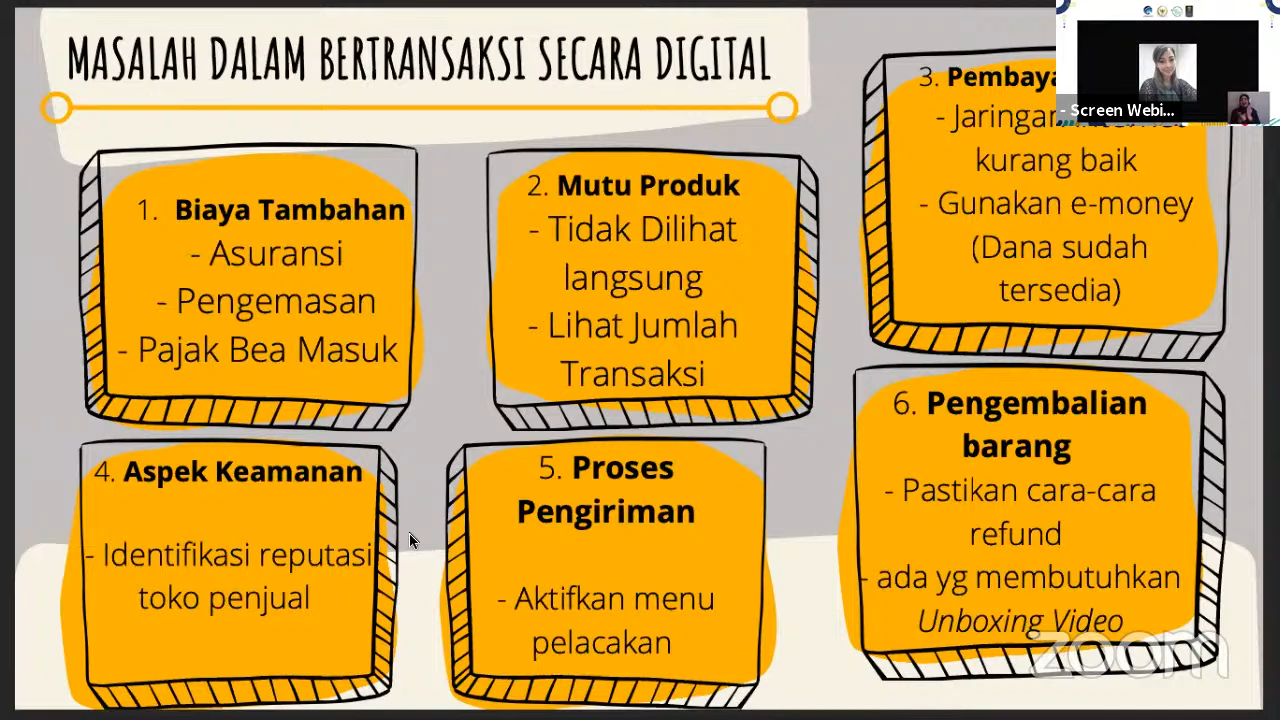 MASALAH DALAM BERTRANSAKSI SECARA DIGITAL
1. Biaya Tambahan
- Asuransi
- Pengemasan
- Pajak Bea Masuk
2. Mutu Produk
- Tidak Dilihat
langsung
- Lihat Jumlah
Transaksi
3.
- Jaringan
kurang baik
- Gunakan e-money
(Dana sudah
tersedia)
4. Aspek Keamanan
- Identifikasi reputasi
toko penjual
5. Proses
Pengiriman
- Aktifkan menu
pelacakan
6. Pengembalian
barang
- Pastikan cara-cara
refund
- ada yg membutuhkan
Unboxing Video
- Screen Webi...
zoom